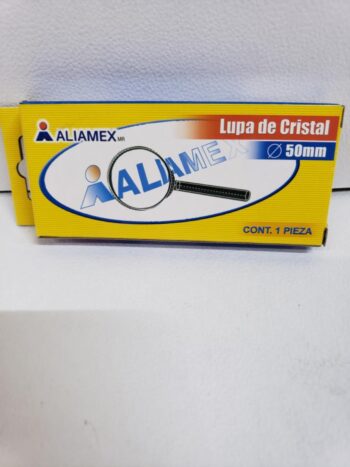 ALIAMEX MR
Lupa de Cristal
Ø 50mm
ALIAMEX
CONT. 1 PIEZA